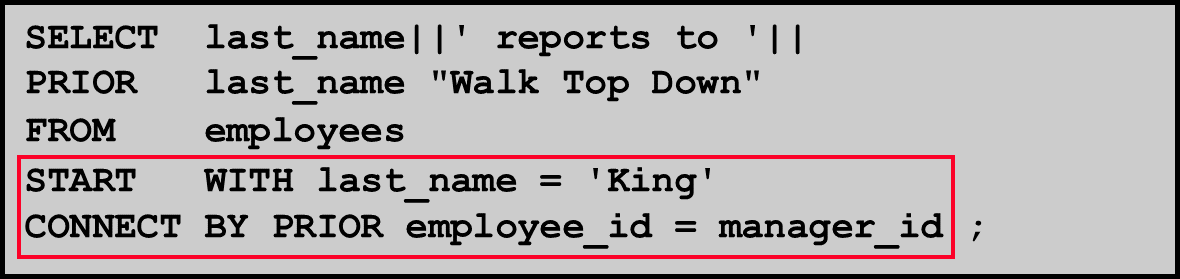 SELECT last_name||' reports to '||
PRIOR last_name "Walk Top Down"
FROM employees
START WITH last_name = 'King'
CONNECT BY PRIOR employee_id = manager_id ;